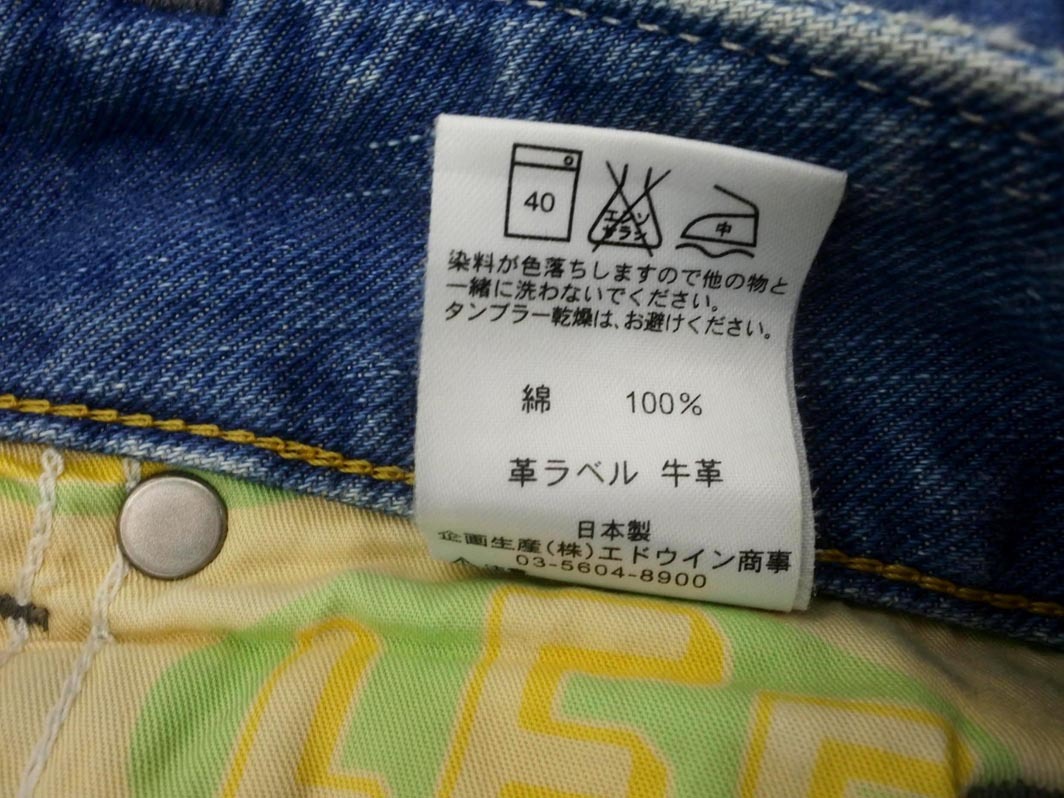 40
エンソ
サラシ
中
染料が色落ちしますので他の物と
一緒に洗わないでください。
タンブラー乾燥は、お避けください。
綿 100%
革ラベル 牛革
日本製
企画生産(株)エドウイン商事
03-5604-8900